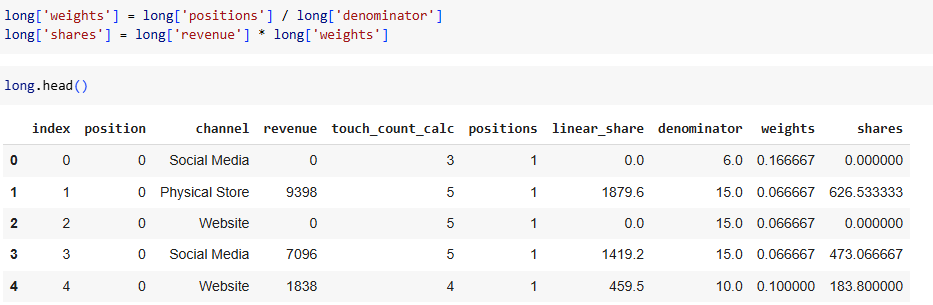 long['weights'] = long['positions'] / long['denominator']
long['shares'] = long['revenue'] * long['weights']
long.head()
index position channel revenue touch_count_calc positions linear_share denominator weights shares
0 0 0 Social Media 0 3 1 0.0 6.0 0.166667 0.000000
1 1 0 Physical Store 9398 5 1 1879.6 15.0 0.066667 626.533333
2 2 0 Website 0 5 1 0.0 15.0 0.066667 0.000000
3 3 0 Social Media 7096 5 1 1419.2 15.0 0.066667 473.066667
4 4 0 Website 1838 4 1 459.5 10.0 0.100000 183.800000